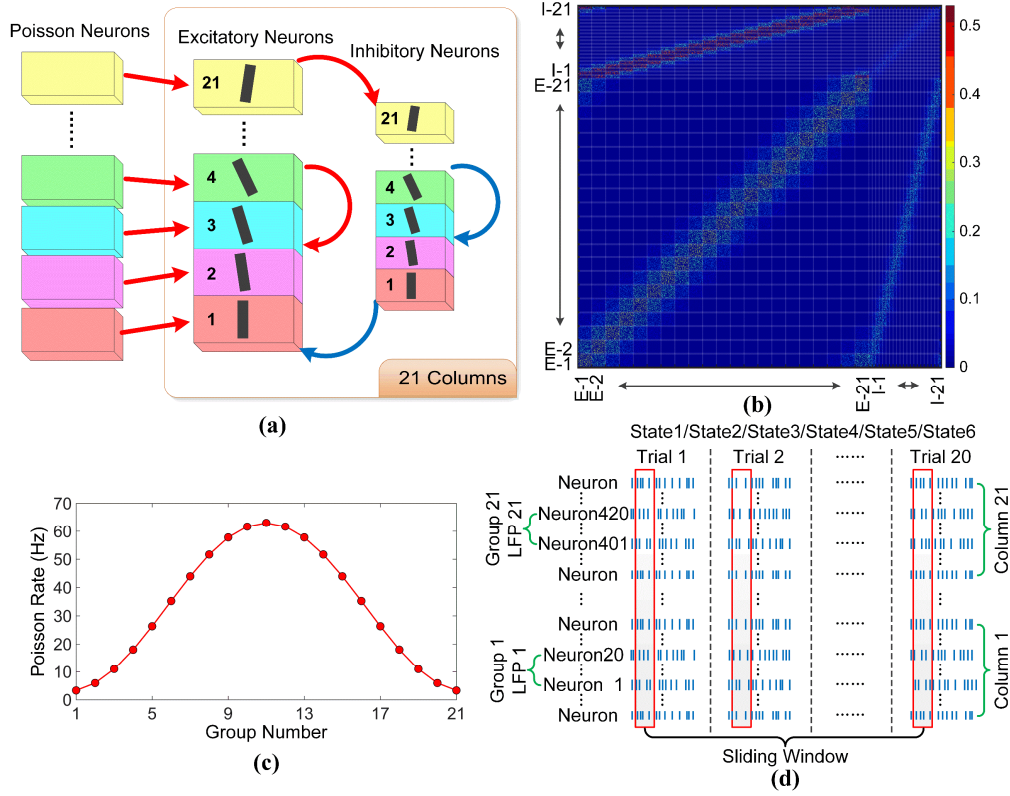 Poisson Neurons
Excitatory Neurons
Inhibitory Neurons
21
21
4
3
2
1
4
3
2
1
21 Columns
(a)
I-21
I-1
E-21
E-2
E-1
E-1
E-2
E-21
I-1
I-21
0.5
0.4
0.3
0.2
0.1
0
(b)
70
60
50
40
30
20
10
0
Poisson Rate (Hz)
1
5
9
13
17
21
Group Number
(c)
State1/State2/State3/State4/State5/State6
Trial 1
Trial 2
......
Trial 20
Group 21
LFP 21
Neuron
Neuron420
Neuron401
Neuron
......
Column 21
Group 1
LFP 1
Neuron
Neuron20
Neuron 1
Neuron
......
Column 1
Sliding Window
(d)